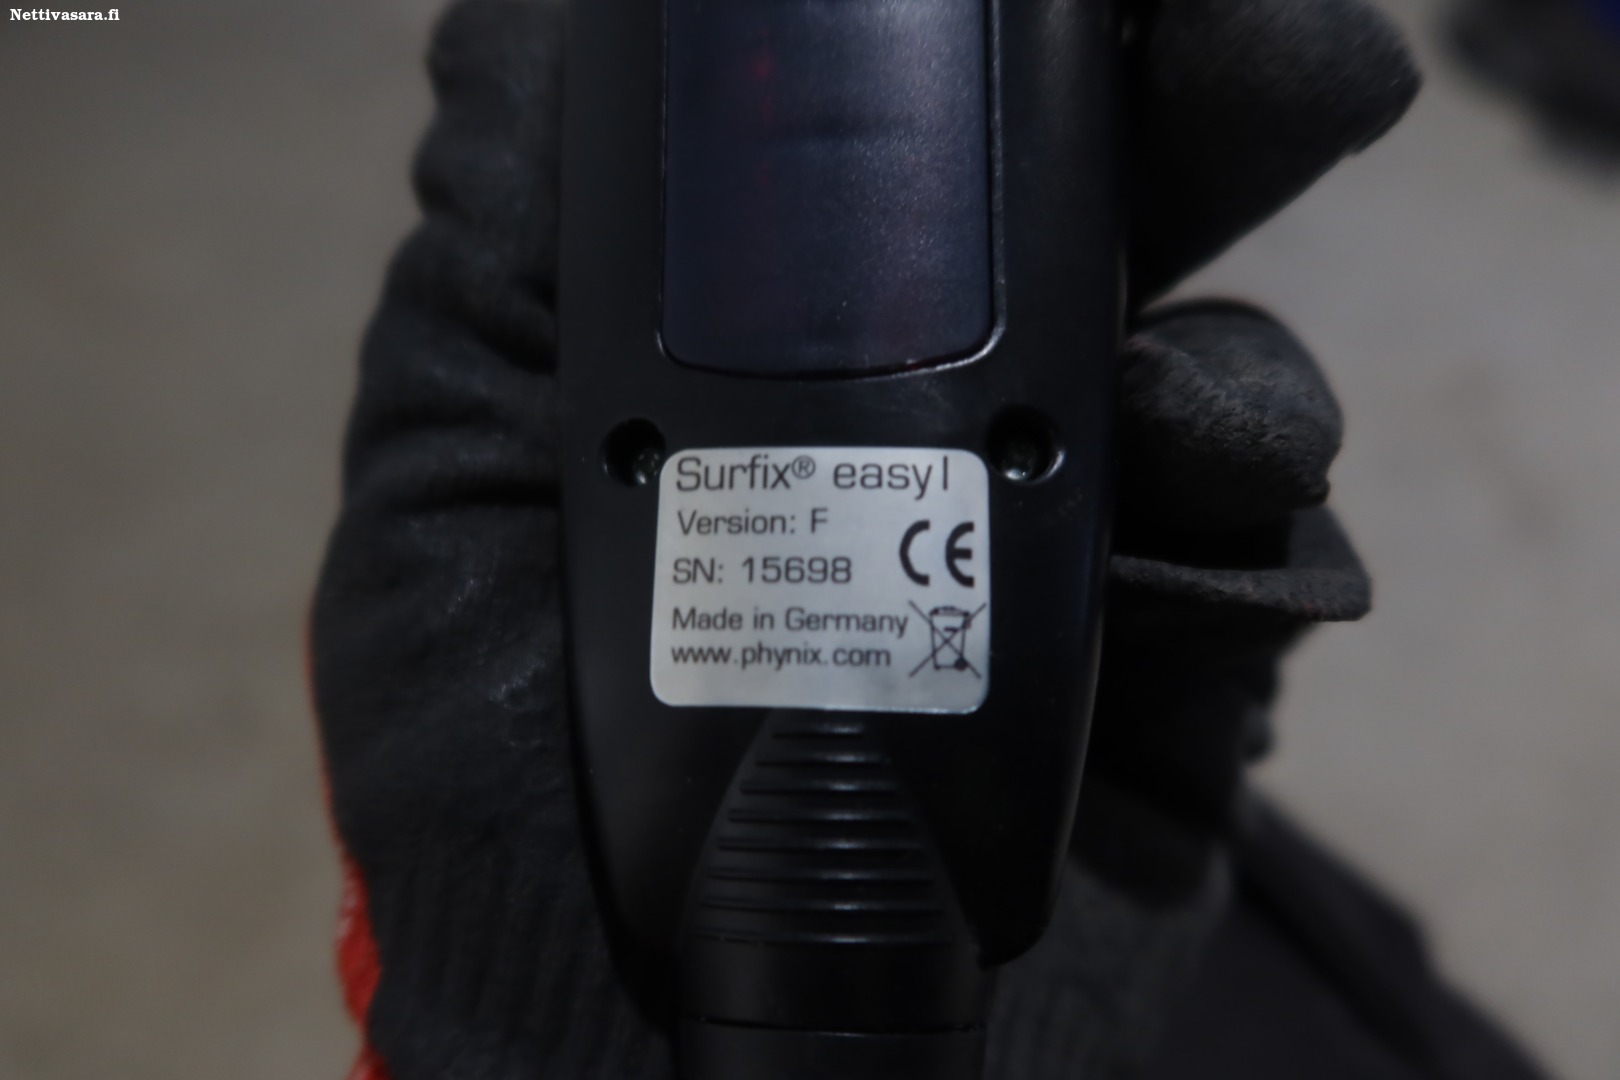 Nettivasara.fi
Surfix® easy I
Version: F
SN: 15698
CE
Made in Germany
www.phynix.com